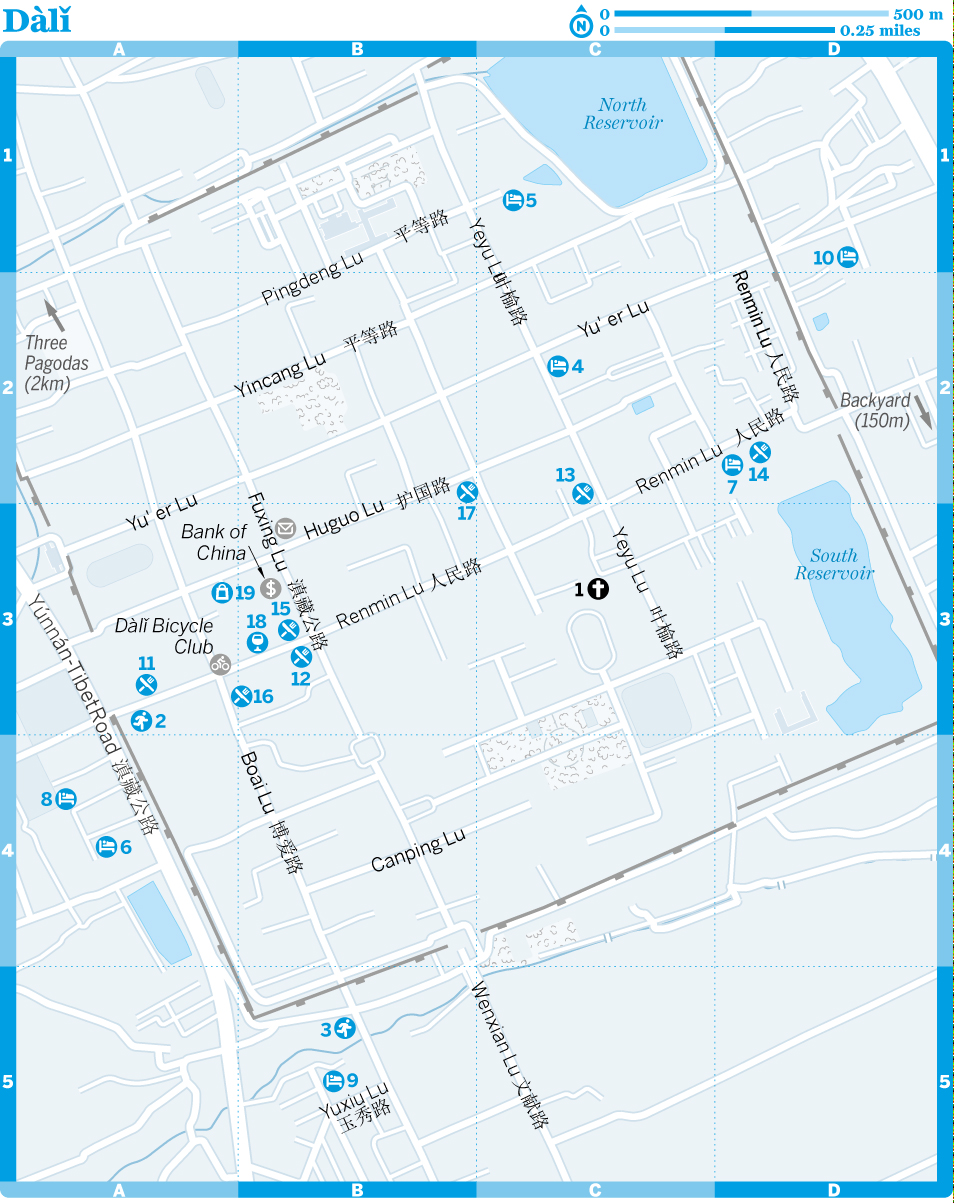 Dàlǐ
0 500 m
N
0 0.25 miles
A B C D
1
1
North
Reservoir
5
平等路
Yeyu Lu
叶榆路
Pingdeng Lu
10
Three
Pagodas
(2km)
Yu' er Lu
Renmin Lu 人民路
平等路
Yincang Lu
4
2
2
Backyard
(150m)
Renmin Lu 人民路
7
14
13
17
Huguo Lu 护国路
Yu' er Lu
Fuxing Lu 滇藏公路
Bank of
China
$
South
Reservoir
Yeyu Lu 叶榆路
1
19
15
Renmin Lu 人民路
3
3
18
Dàlǐ Bicycle
Club
12
11
16
2
Yúnnán-Tibet Road 滇藏公路
Boai Lu 博爱路
8
6
Canping Lu
4
4
Wenxian Lu 文献路
3
9
Yuxiu Lu
玉秀路
5
5
A B C D